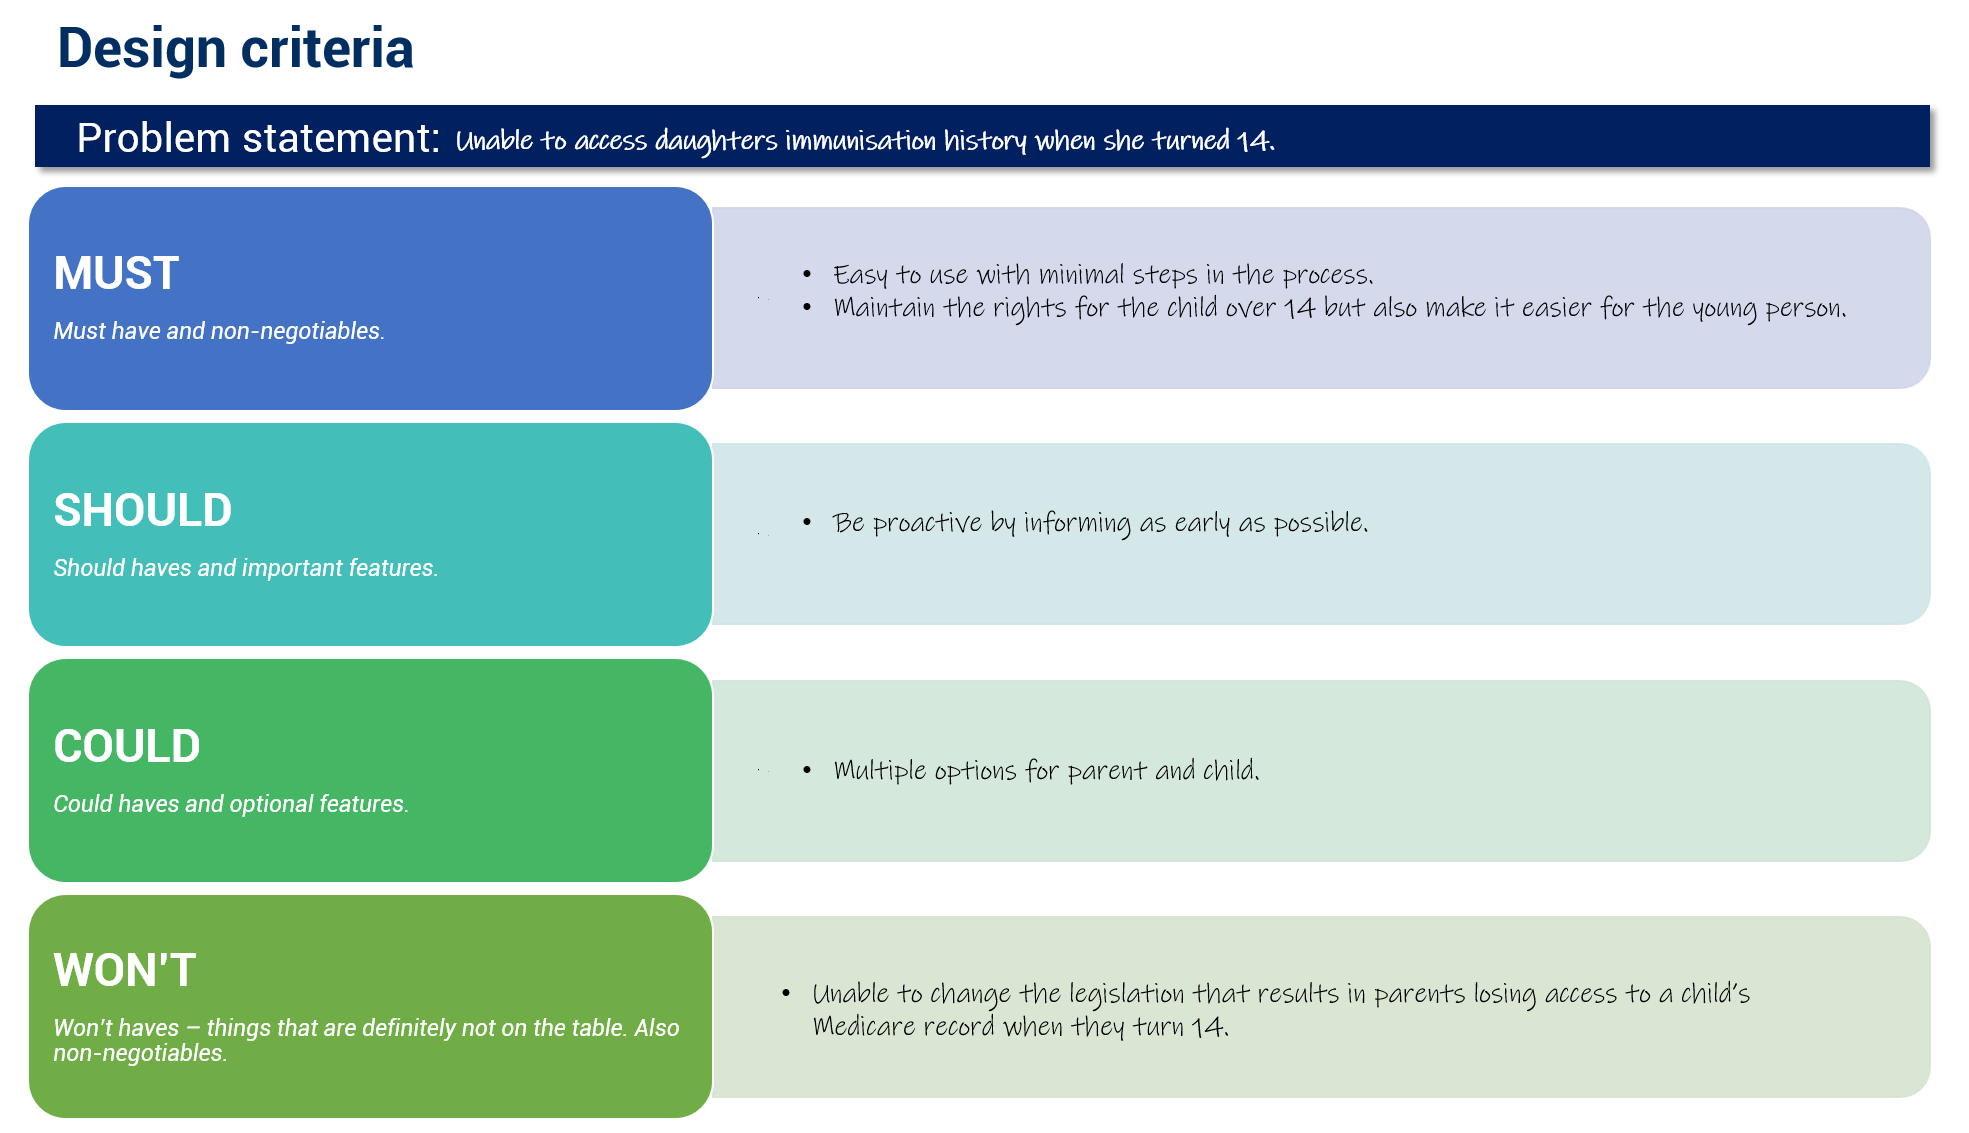 Design criteria
Problem statement: Unable to access daughters immunisation history when she turned 14.
MUST
Must have and non-negotiables.
• Easy to use with minimal steps in the process.
• Maintain the rights for the child over 14 but also make it easier for the young person.
SHOULD
Should haves and important features.
• Be proactive by informing as early as possible.
COULD
Could haves and optional features.
• Multiple options for parent and child.
WON'T
Won't haves – things that are definitely not on the table. Also
non-negotiables.
• Unable to change the legislation that results in parents losing access to a child's
Medicare record when they turn 14.